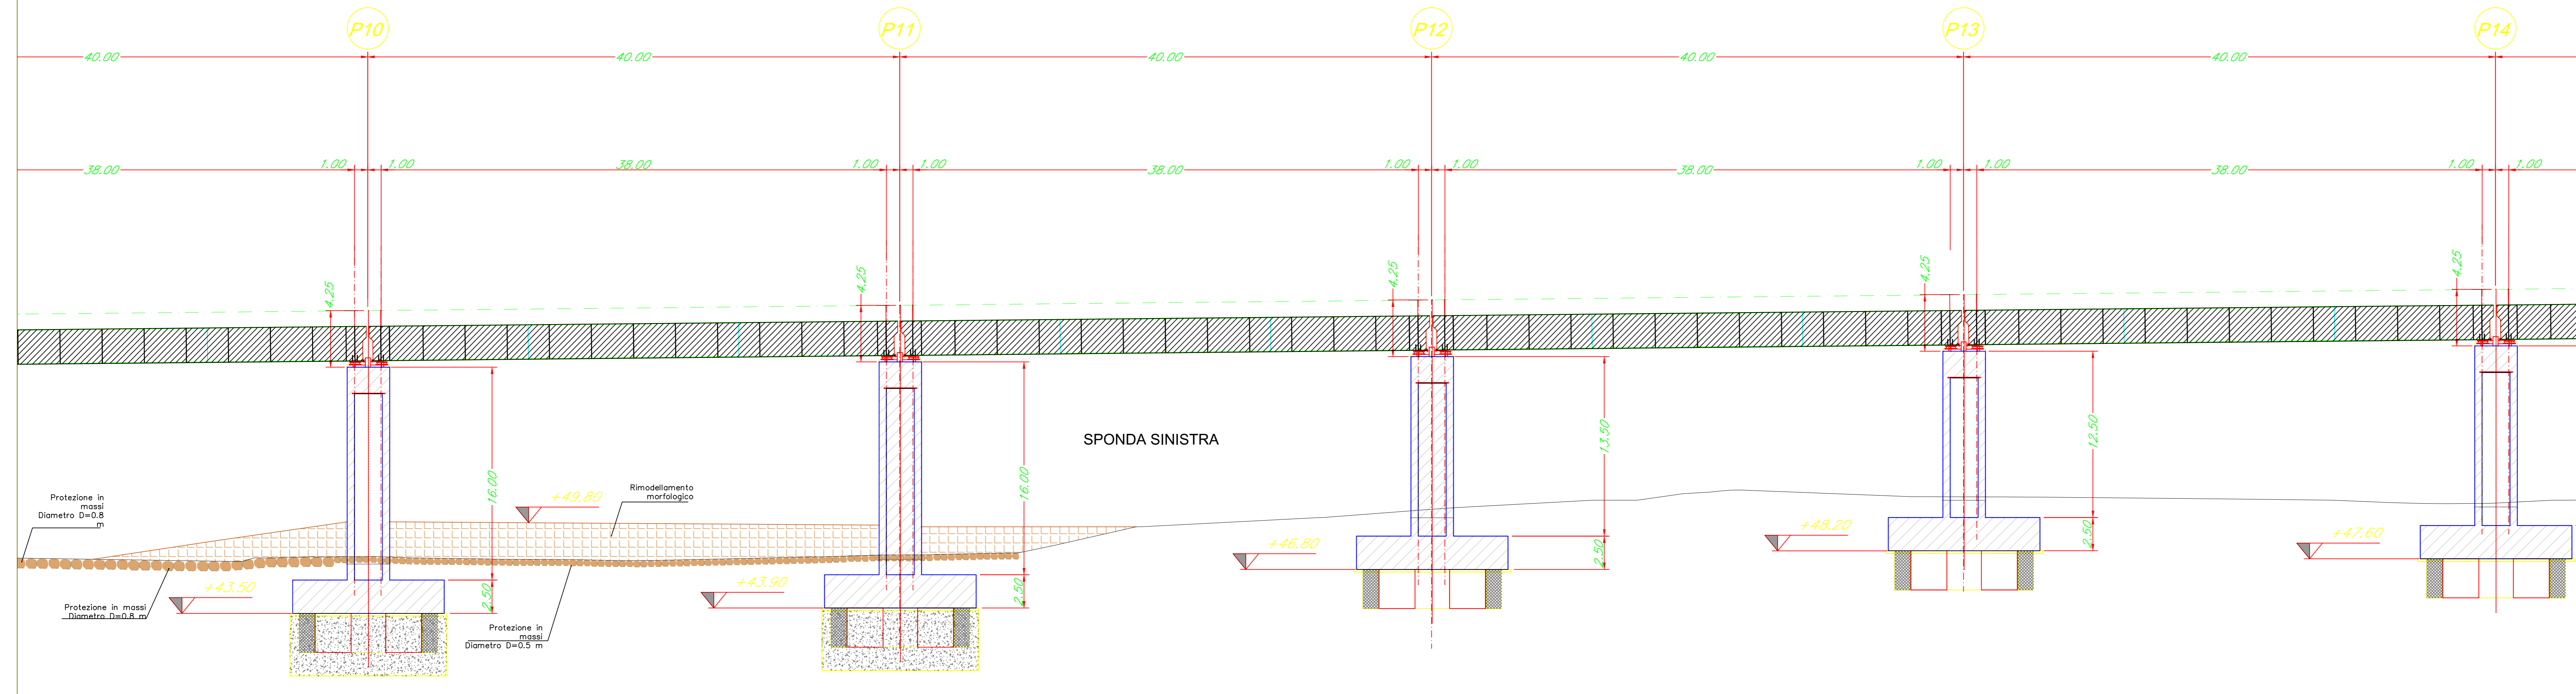 P10 P11 P12 P13 P14
40.00 40.00 40.00 40.00 40.00
38.00 1.00 1.00 38.00 1.00 1.00 38.00 1.00 1.00 38.00 1.00 1.00 38.00 1.00 1.00
4.25 4.25 4.25 4.25 4.25
SPONDA SINISTRA
16.00 16.00 13.50 12.50
Protezione in
massi
Diametro D=0.8
m
+49.80
Rimodellamento
morfologico
+43.50 +43.90 +46.80 +48.20 +47.60
2.50 2.50 2.50 2.50
Protezione in massi
Diametro D=0.8 m
Protezione in
massi
Diametro D=0.5 m